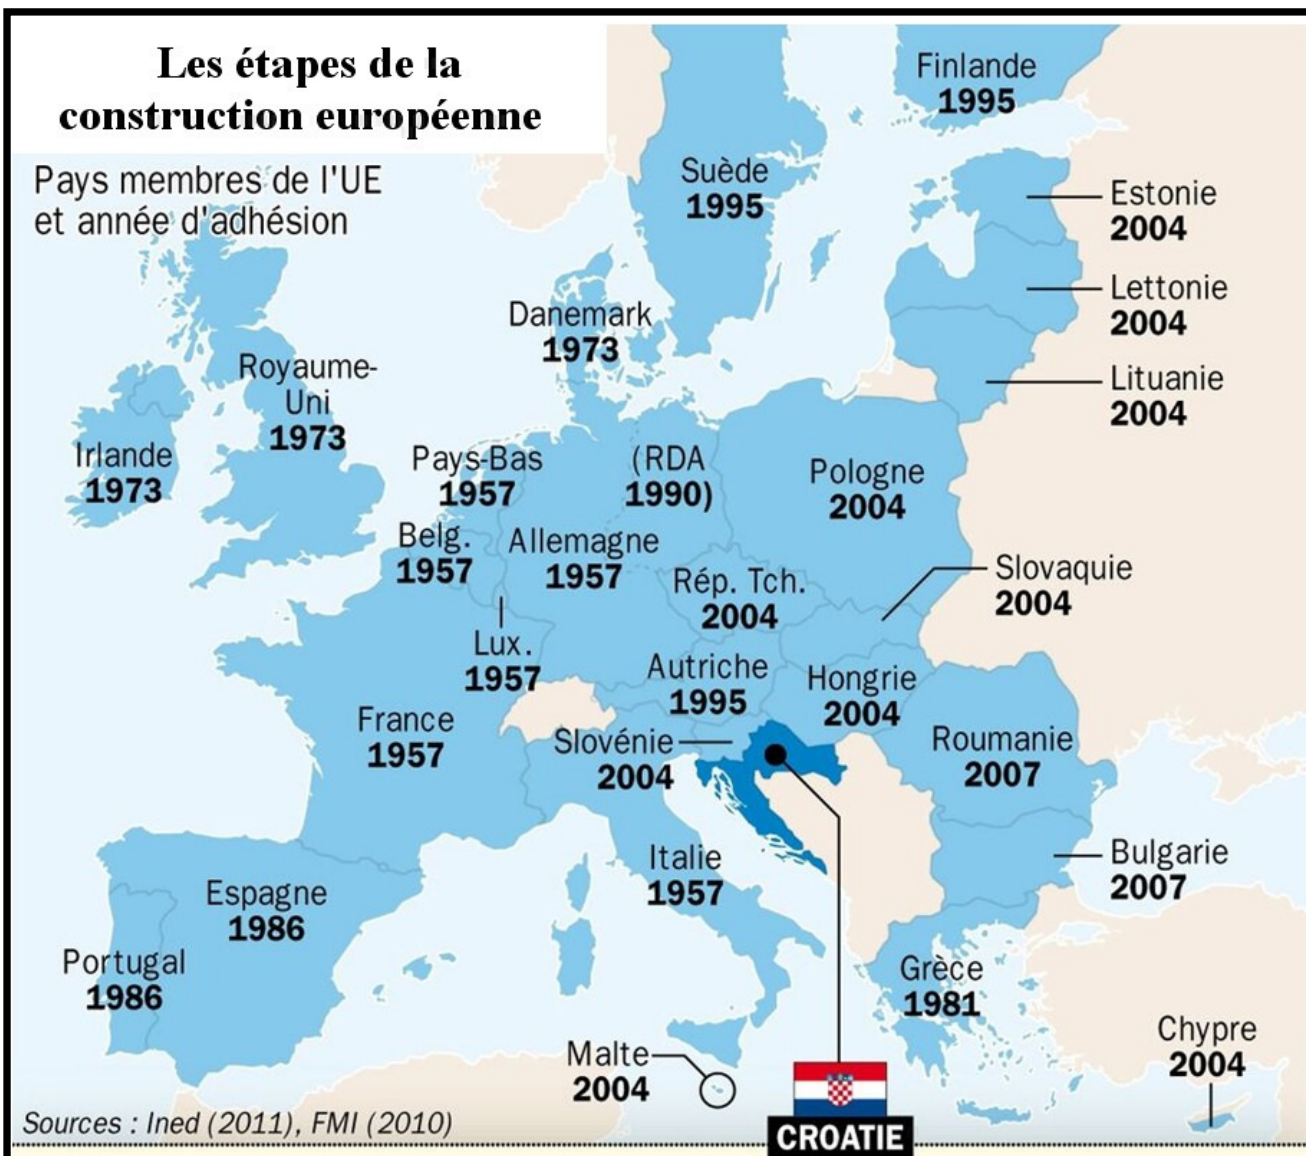 Les étapes de la
construction européenne
Pays membres de l'UE
et année d'adhésion
Finlande
1995
Suède
1995
Estonie
2004
Lettonie
2004
Lituanie
2004
Danemark
1973
Royaume-
Uni
1973
Irlande
1973
Pays-Bas
1957
(RDA
1990)
Pologne
2004
Belg.
1957
Allemagne
1957
Rép. Tch.
2004
Slovaquie
2004
Lux.
1957
Autriche
1995
Hongrie
2004
France
1957
Slovénie
2004
Roumanie
2007
Italie
1957
Bulgarie
2007
Espagne
1986
Portugal
1986
Grèce
1981
Malte
2004
Chypre
2004
Sources : Ined (2011), FMI (2010)
CROATIE